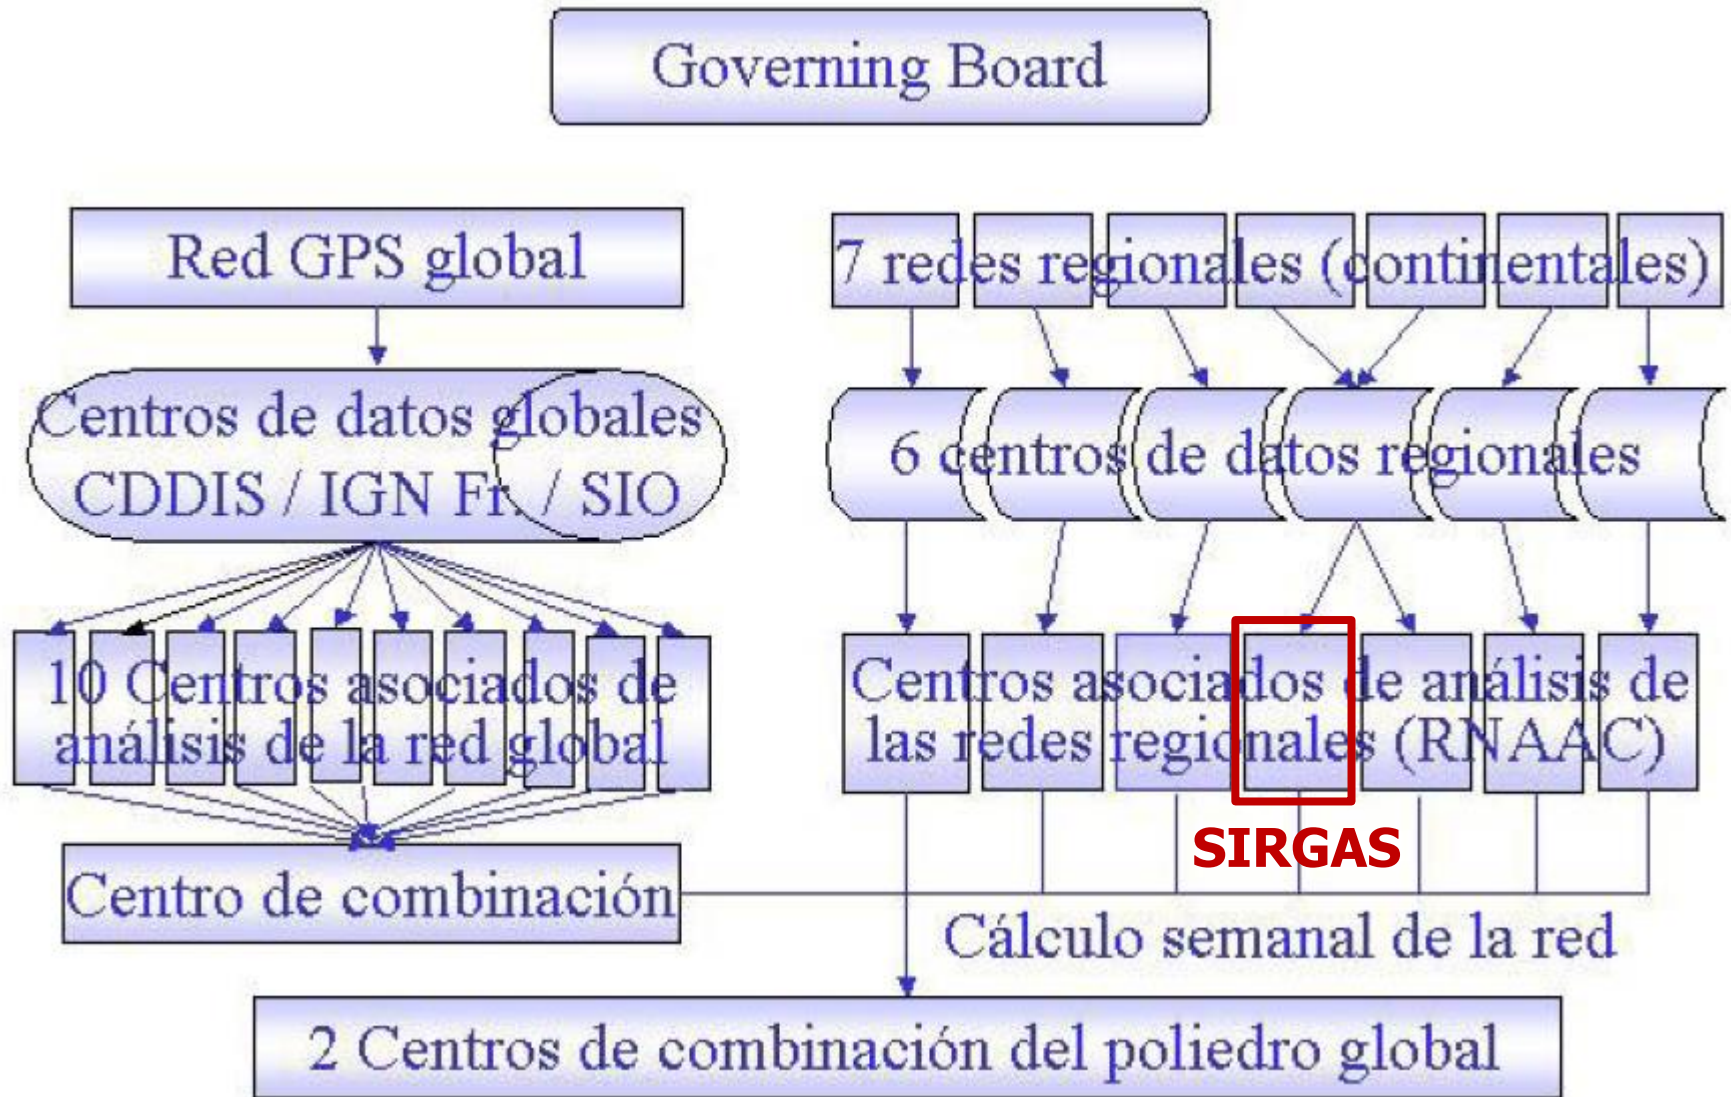 Governing Board
Red GPS global
7 redes regionales (continentales)
Centros de datos globales
CDDIS / IGN Fr. / SIO
6 centros de datos regionales
10 Centros asociados de
análisis de la red global
Centros asociados de análisis de
las redes regionales (RNAAC)
SIRGAS
Centro de combinación
Cálculo semanal de la red
2 Centros de combinación del poliedro global